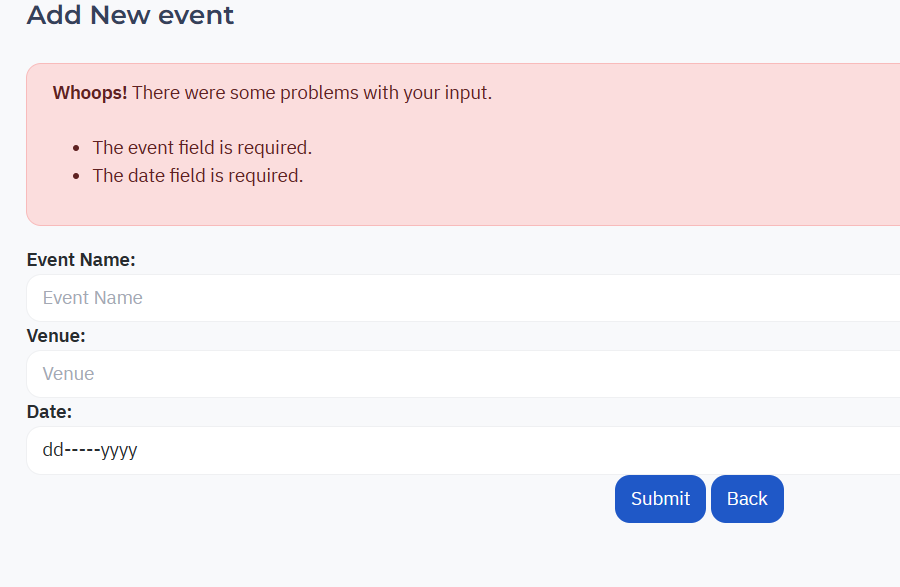 Add New event
Whoops! There were some problems with your input.
The event field is required.
The date field is required.
Event Name:
Event Name
Venue:
Venue
Date:
dd-----yyyy
Submit Back